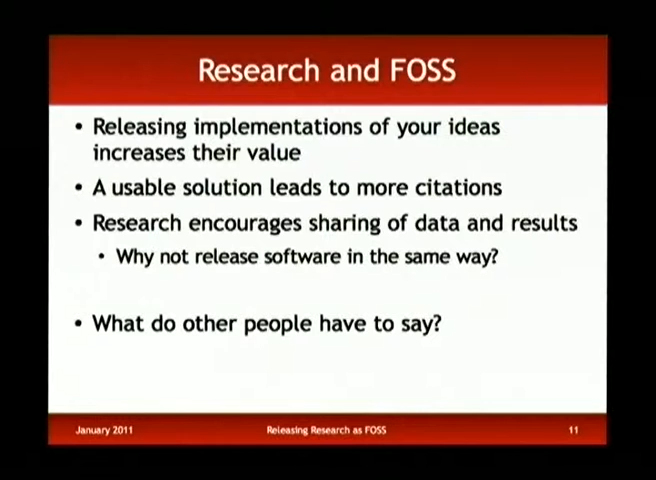 Research and FOSS
• Releasing implementations of your ideas
increases their value
• A usable solution leads to more citations
• Research encourages sharing of data and results
• Why not release software in the same way?
• What do other people have to say?
January 2011
Releasing Research as FOSS
11